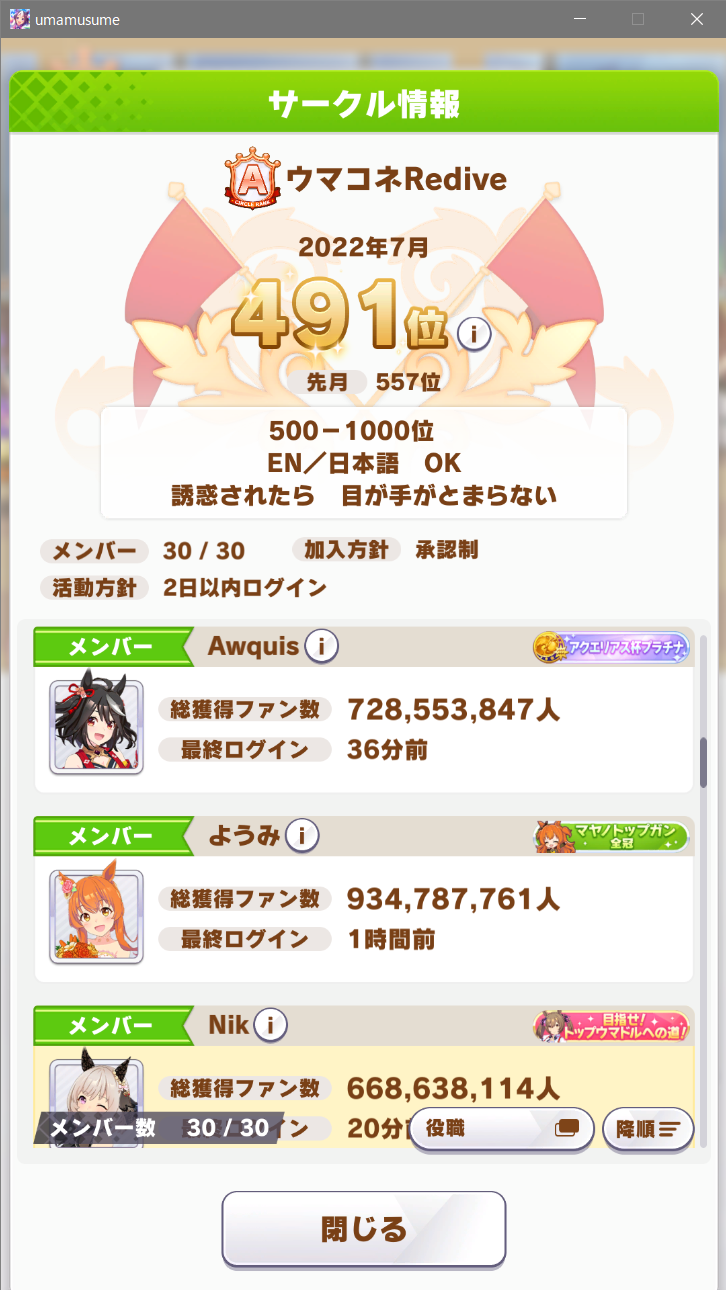 umamusume
サークル情報
A
CIRCLE RANK
ウマコネRedive
2022年7月
491位
i
先月 557位
500－1000位
EN／日本語　OK
誘惑されたら　目が手がとまらない
メンバー 30 / 30 加入方針 承認制
活動方針 2日以内ログイン
メンバー Awquis i アクエリアス杯プラチナ
総獲得ファン数 728,553,847人
最終ログイン 36分前
メンバー ようみ i マヤノトップガン
全冠
総獲得ファン数 934,787,761人
最終ログイン 1時間前
メンバー Nik i 目指せ!
トップウマドルへの道!
総獲得ファン数 668,638,114人
メンバー数 30 / 30 イン 20分 役職 降順
閉じる